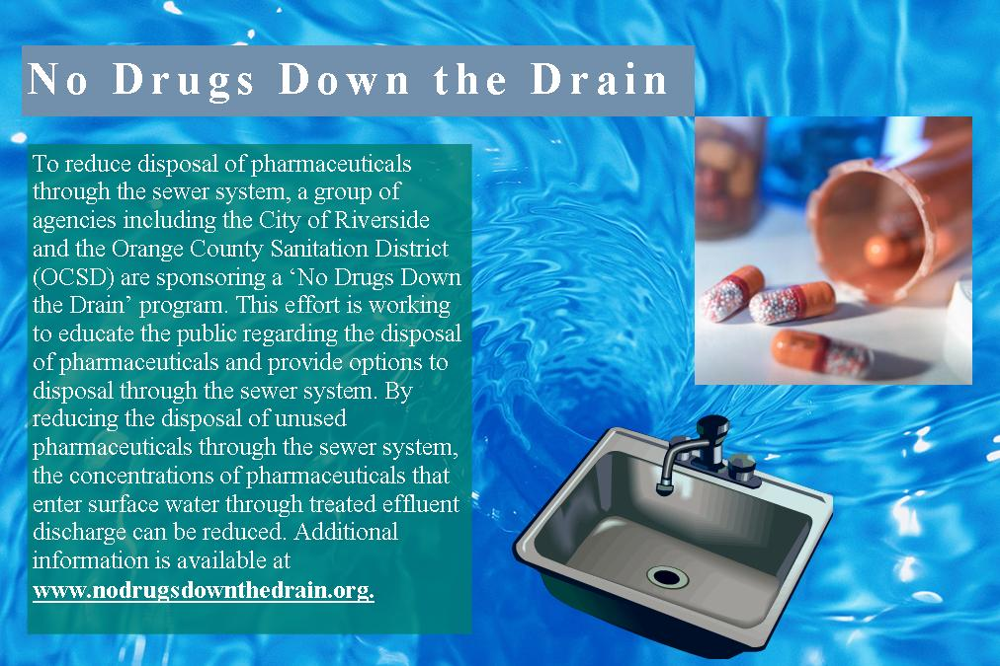 No Drugs Down the Drain
To reduce disposal of pharmaceuticals
through the sewer system, a group of
agencies including the City of Riverside
and the Orange County Sanitation District
(OCSD) are sponsoring a ‘No Drugs Down
the Drain’ program. This effort is working
to educate the public regarding the disposal
of pharmaceuticals and provide options to
disposal through the sewer system. By
reducing the disposal of unused
pharmaceuticals through the sewer system,
the concentrations of pharmaceuticals that
enter surface water through treated effluent
discharge can be reduced. Additional
information is available at
www.nodrugsdownthedrain.org.